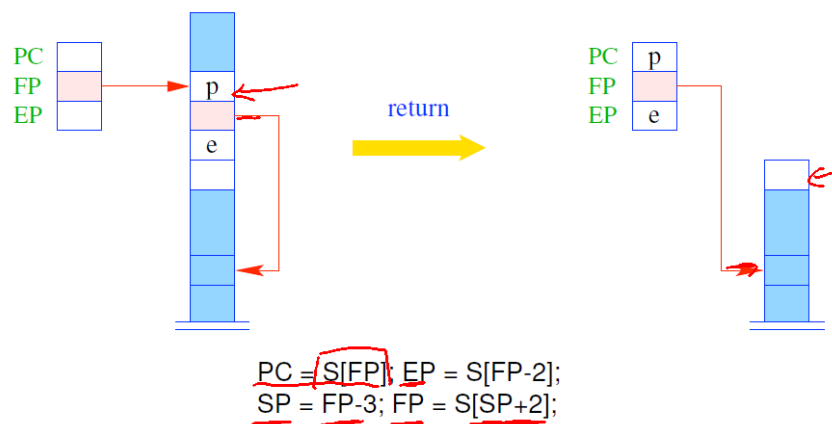 PC
FP
EP
p
e
return
PC
FP
EP
p
e
PC = S[FP]; EP = S[FP-2];
SP = FP-3; FP = S[SP+2];